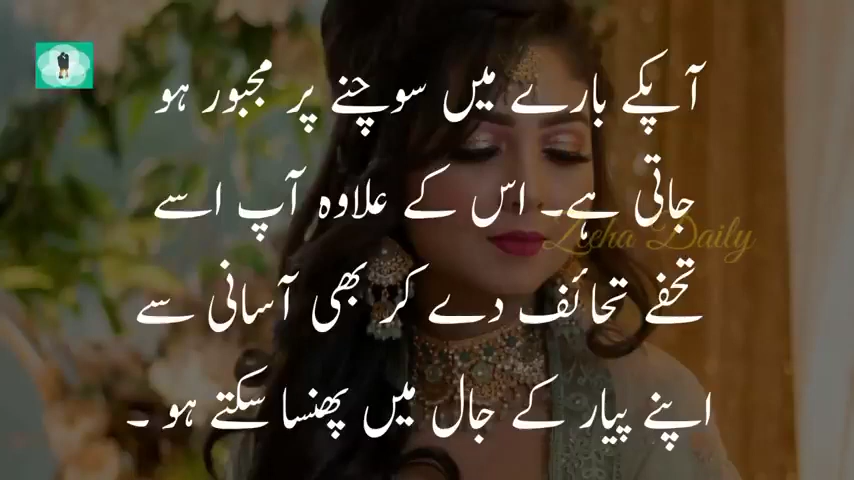 آپکے بارے میں سوچنے پر مجبور ہو
جاتی ہے۔ اس کے علاوہ آپ اسے
Leeha Daily
تحفے تحائف دے کر بھی آسانی سے
اپنے پیار کے جال میں پھنسا سکتے ہو ۔